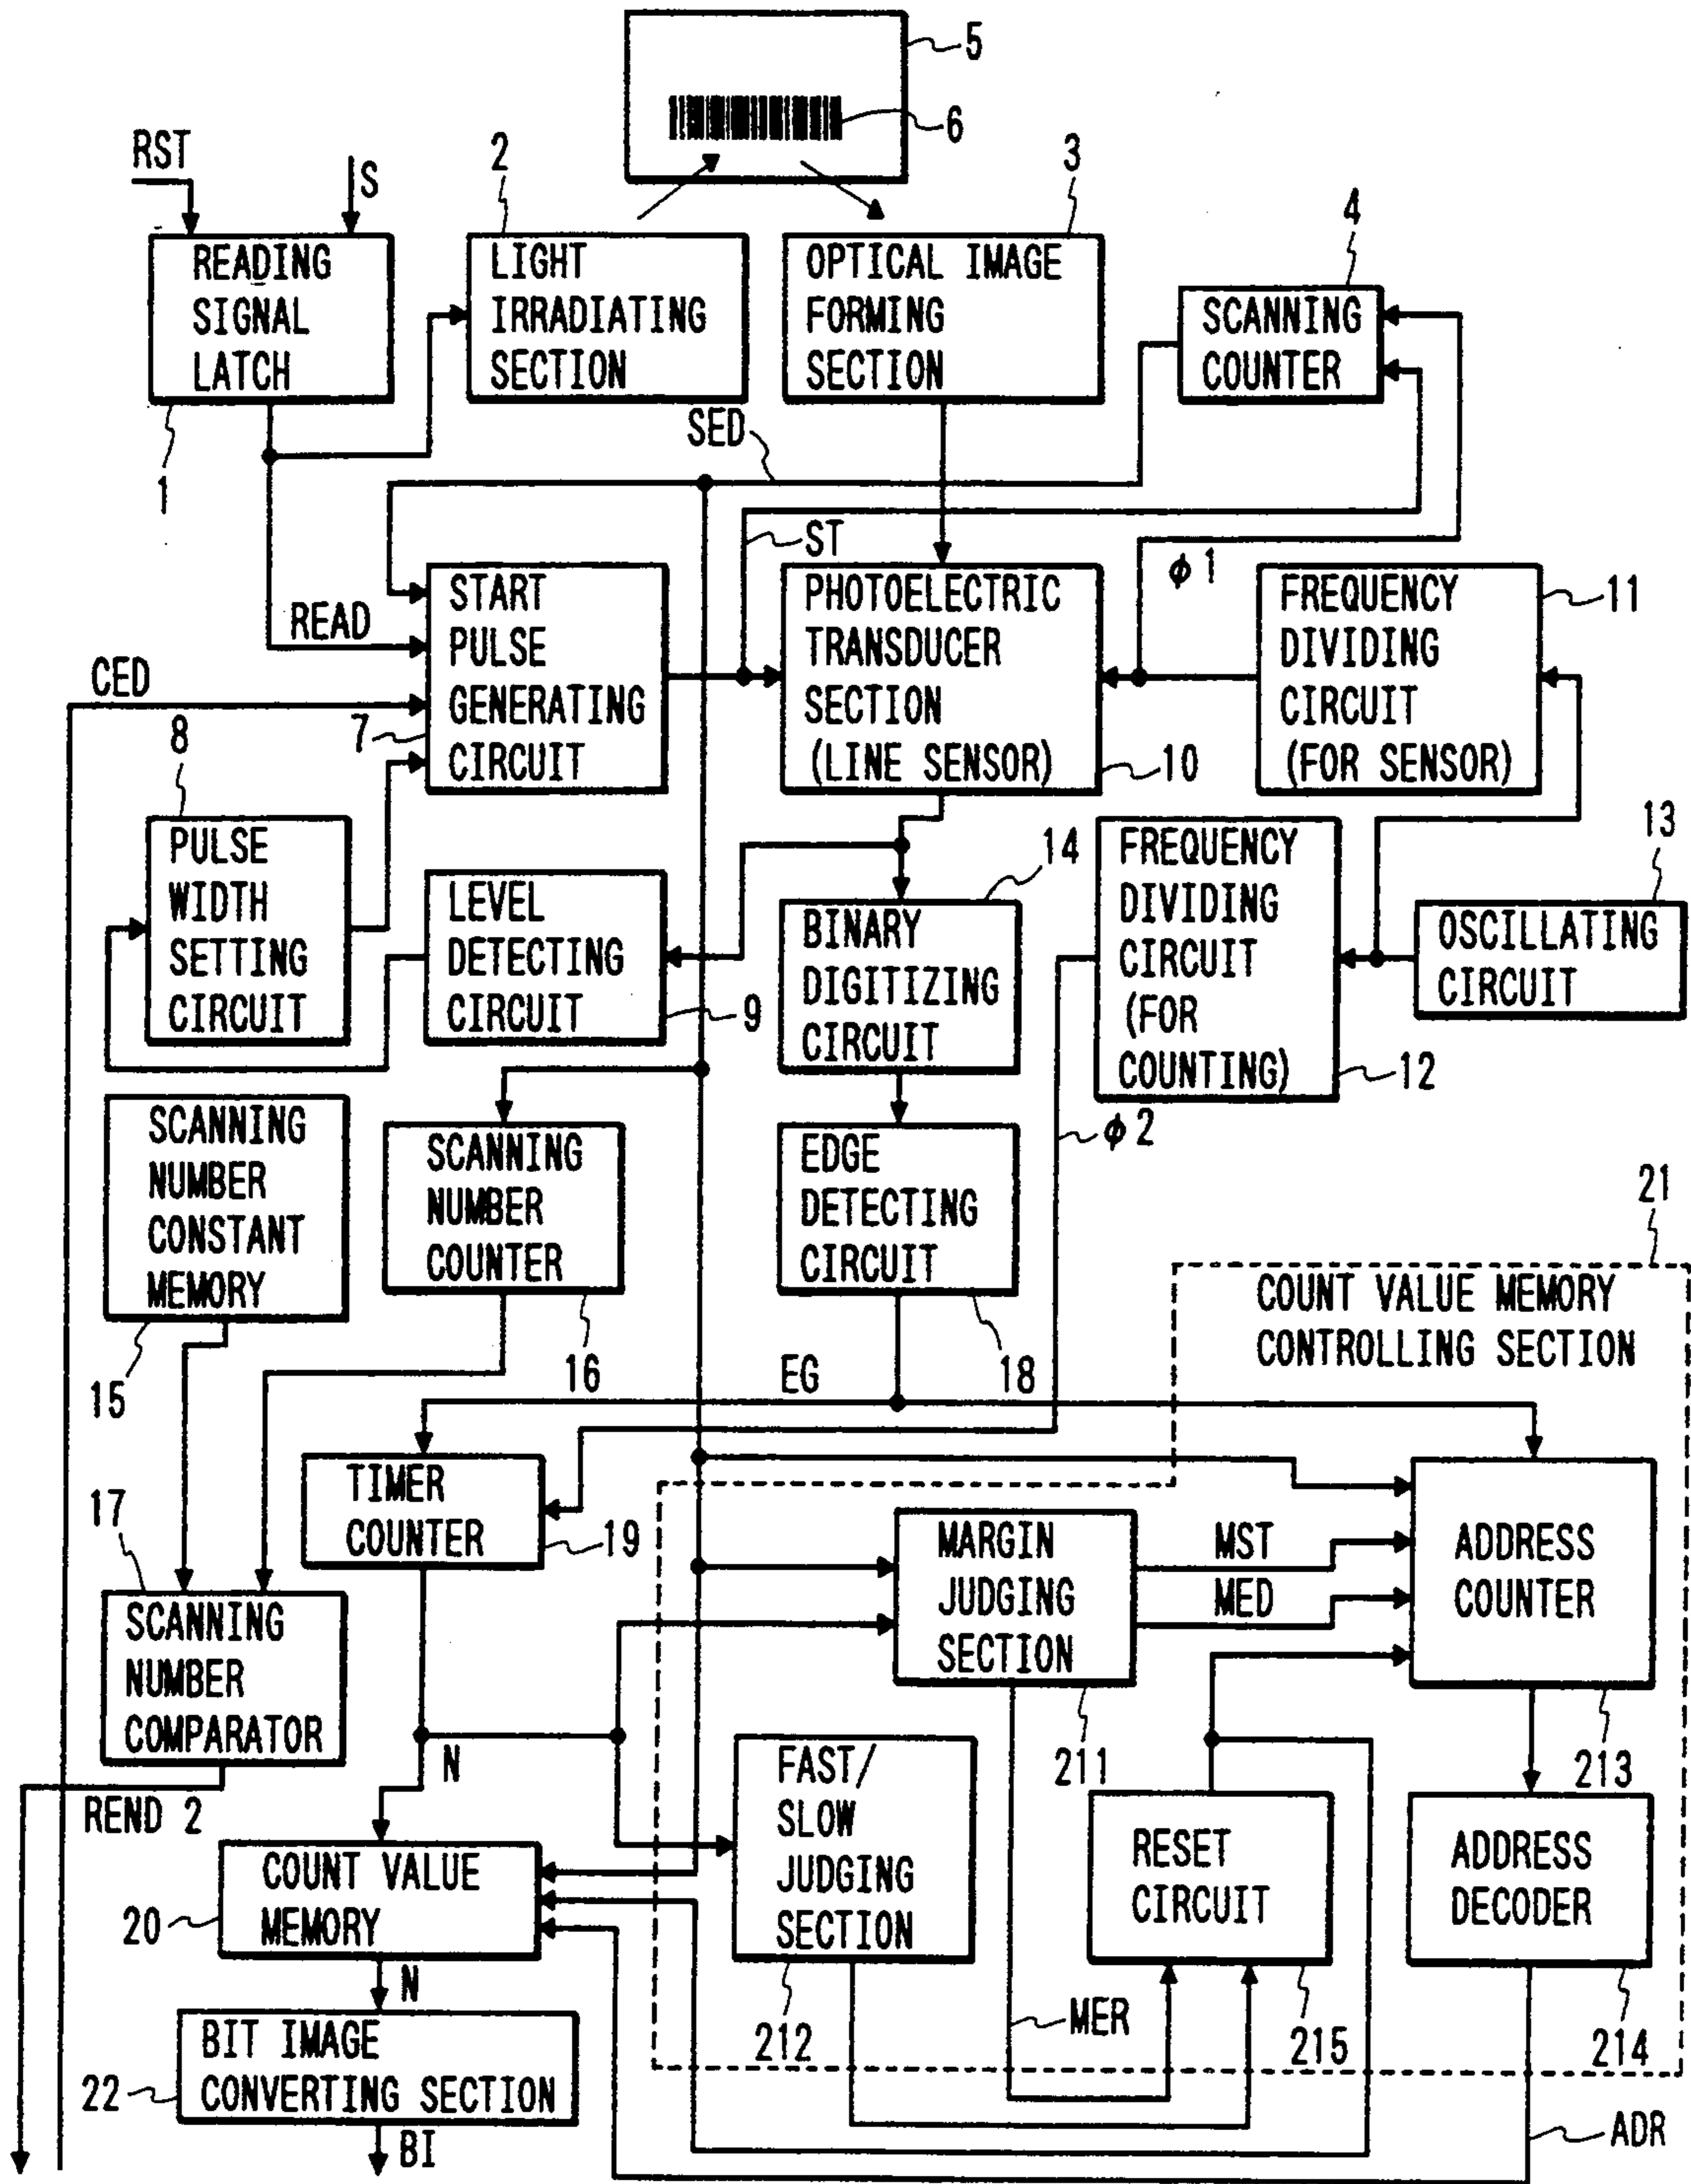 5
6
RST
S
2
3
4
READING
SIGNAL
LATCH
LIGHT
IRRADIATING
SECTION
OPTICAL IMAGE
FORMING
SECTION
SCANNING
COUNTER
1
SED
ST
φ 1
READ
CED
7
START
PULSE
GENERATING
CIRCUIT
PHOTOELECTRIC
TRANSDUCER
SECTION
(LINE SENSOR)
10
FREQUENCY
DIVIDING
CIRCUIT
(FOR SENSOR)
11
8
PULSE
WIDTH
SETTING
CIRCUIT
LEVEL
DETECTING
CIRCUIT
9
14
BINARY
DIGITIZING
CIRCUIT
FREQUENCY
DIVIDING
CIRCUIT
(FOR
COUNTING)
12
13
OSCILLATING
CIRCUIT
φ 2
SCANNING
NUMBER
CONSTANT
MEMORY
15
SCANNING
NUMBER
COUNTER
16
EDGE
DETECTING
CIRCUIT
18
21
COUNT VALUE MEMORY
CONTROLLING SECTION
EG
17
TIMER
COUNTER
19
SCANNING
NUMBER
COMPARATOR
MARGIN
JUDGING
SECTION
211
MST
MED
ADDRESS
COUNTER
213
N
REND 2
FAST/
SLOW
JUDGING
SECTION
212
RESET
CIRCUIT
215
ADDRESS
DECODER
214
COUNT VALUE
MEMORY
20
N
MER
BIT IMAGE
CONVERTING SECTION
22
BI
ADR